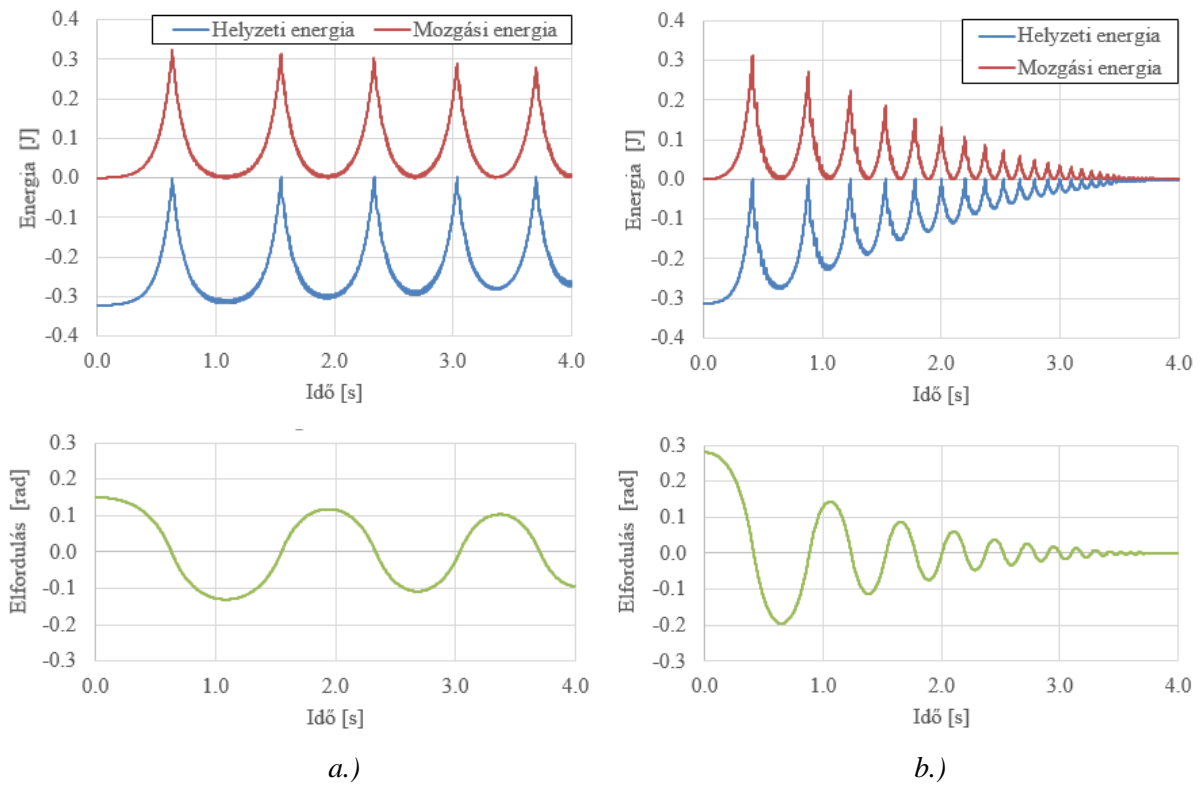 Helyzeti energia Mozgási energia
0.4
0.3
0.2
0.1
0.0
-0.1
-0.2
-0.3
-0.4
Energia [J]
0.0 1.0 2.0 3.0 4.0
Idő [s]
Helyzeti energia
Mozgási energia
0.4
0.3
0.2
0.1
0.0
-0.1
-0.2
-0.3
-0.4
Energia [J]
0.0 1.0 2.0 3.0 4.0
Idő [s]
0.3
0.2
0.1
0.0
-0.1
-0.2
-0.3
Elfordulás [rad]
0.0 1.0 2.0 3.0 4.0
Idő [s]
0.3
0.2
0.1
0.0
-0.1
-0.2
-0.3
Elfordulás [rad]
0.0 1.0 2.0 3.0 4.0
Idő [s]
a.) b.)